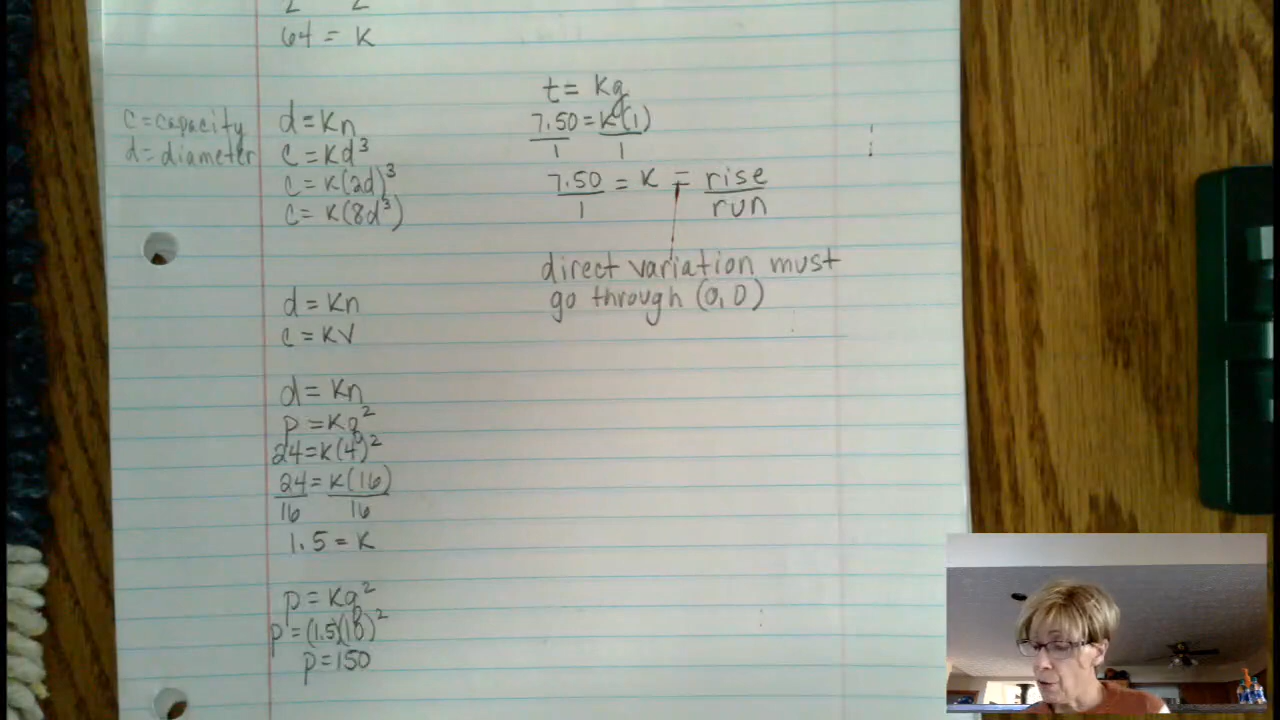 64 = K
C = capacity
d = diameter
d = Kn
C = Kd³
C = K(2d)³
C = K(8d³)
d = Kn
C = KV
d = Kn
p = Kq²
24 = K(4)²
24 = K(16)
16 16
1.5 = K
p = Kq²
p = (1.5)(10)²
p = 150
t = Kg
7.50 = K(1)
1 1
7.50 = K = rise
1 run
direct variation must
go through (0,0)